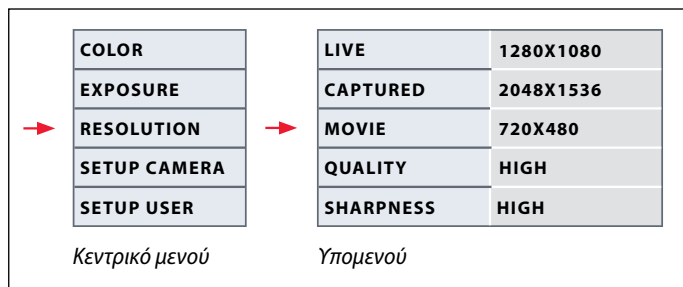 COLOR
EXPOSURE
RESOLUTION
SETUP CAMERA
SETUP USER
Κεντρικό μενού
LIVE 1280X1080
CAPTURED 2048X1536
MOVIE 720X480
QUALITY HIGH
SHARPNESS HIGH
Υπομενού